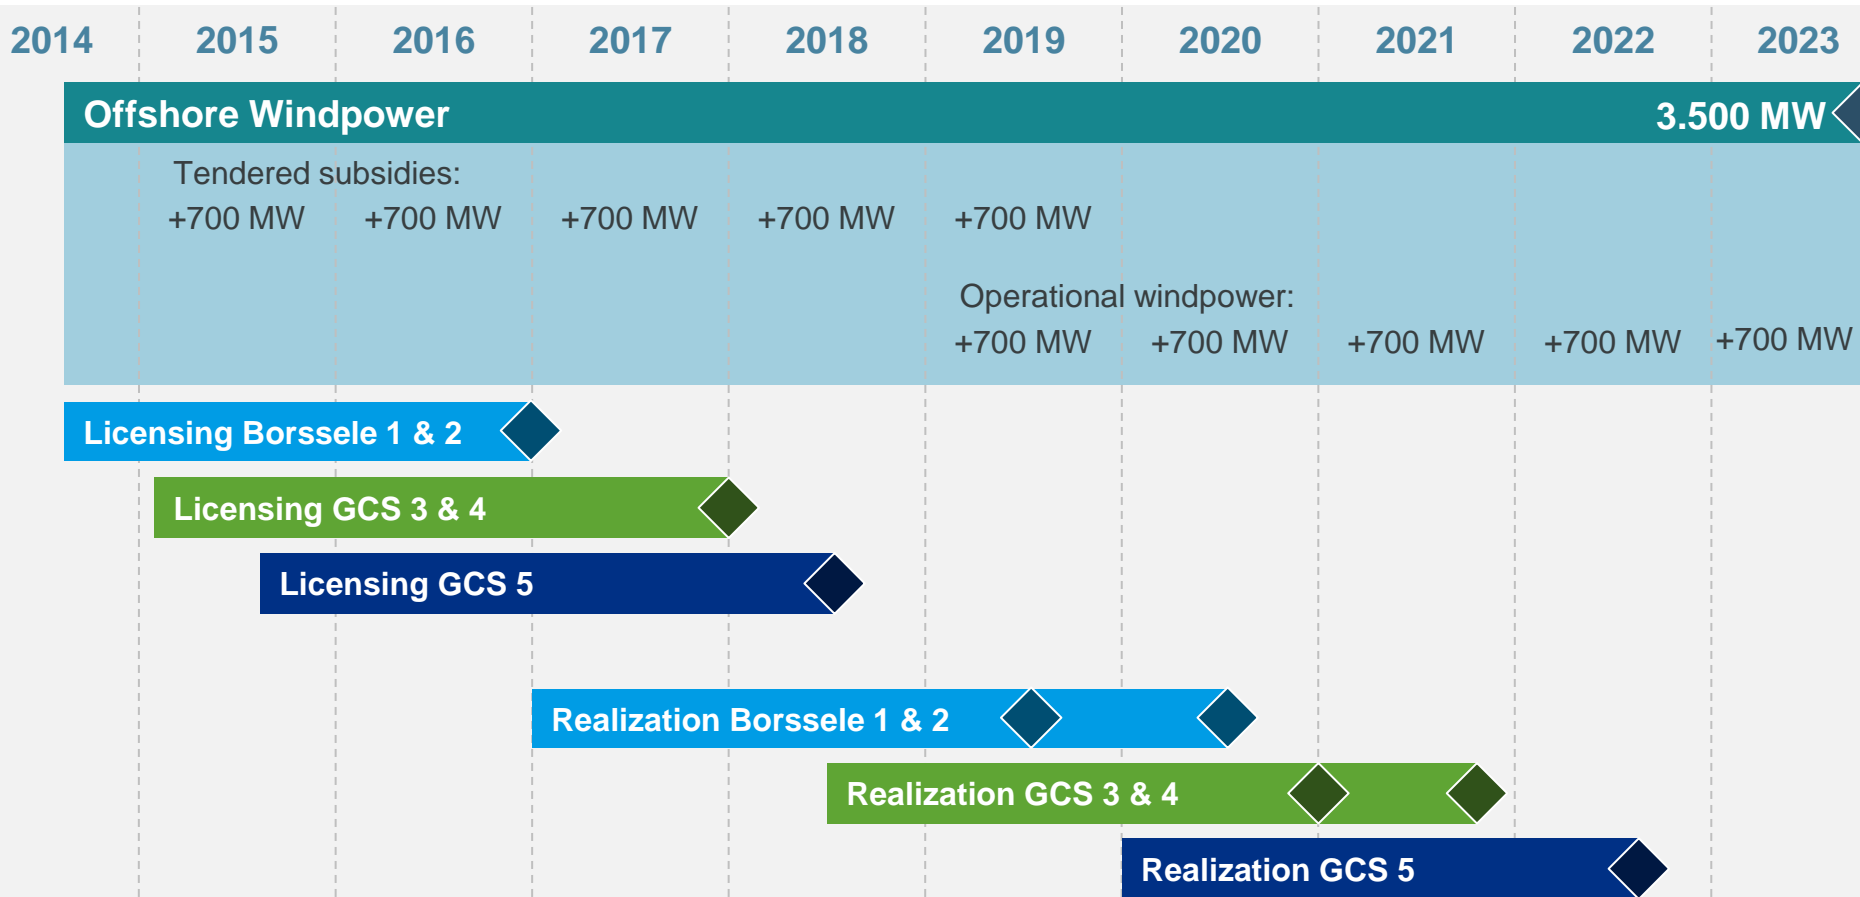 2014 2015 2016 2017 2018 2019 2020 2021 2022 2023
Offshore Windpower 3.500 MW
Tendered subsidies:
+700 MW +700 MW +700 MW +700 MW +700 MW
Operational windpower:
+700 MW +700 MW +700 MW +700 MW +700 MW
Licensing Borssele 1 & 2
Licensing GCS 3 & 4
Licensing GCS 5
Realization Borssele 1 & 2
Realization GCS 3 & 4
Realization GCS 5